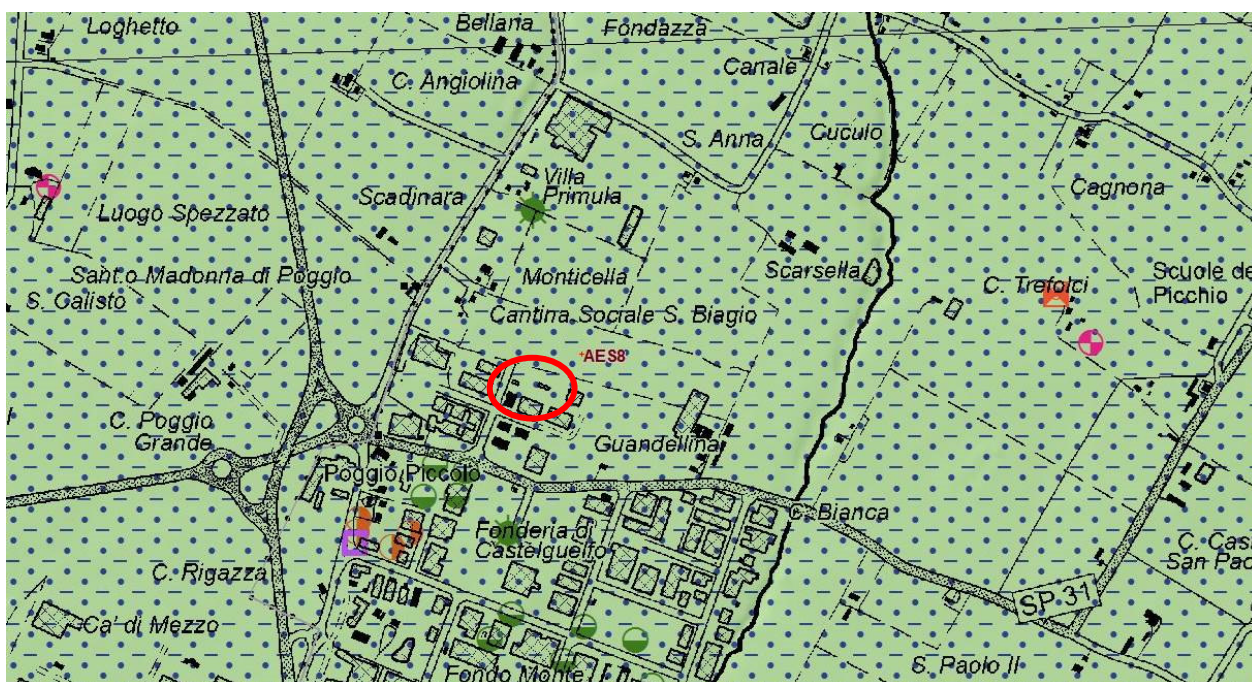 Loghetto
Bellaria
Fondazza
C. Angiolina
Canale
S. Anna
Cuculo
Villa
Primula
Cagnona
Scadinara
Luogo Spezzato
Sant.o Madonna di Poggio
S. Calisto
Monticella
Scarsella
C. Trefolci
Scuole de
Picchio
Cantina Sociale S. Biagio
AES8
C. Poggio
Grande
Guandellina
Poggio Piccolo
C. Bianca
Fonderia di
Castelguelfo
C. Rigazza
C. Cas
San Pao
SP.31
Ca' di Mezzo
Fondo Monte
S. Paolo II